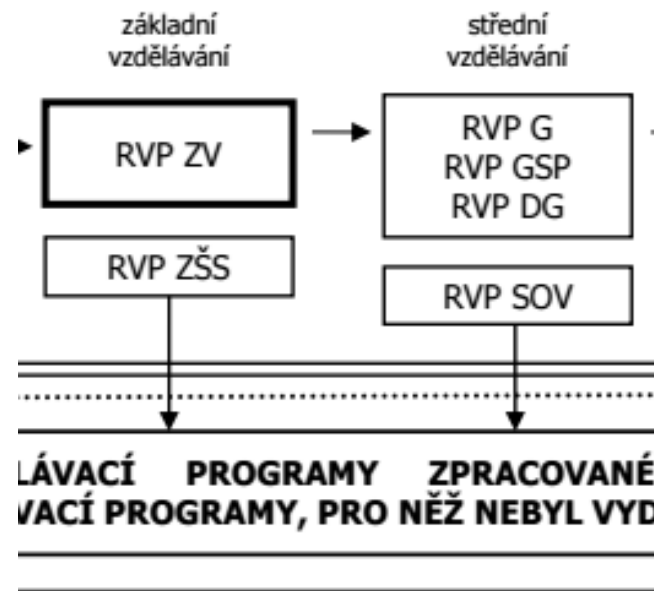 základní
vzdělávání
střední
vzdělávání
RVP ZV
RVP G
RVP GSP
RVP DG
RVP ZŠS
RVP SOV
LÁVACÍ PROGRAMY ZPRACOVANÉ
VACÍ PROGRAMY, PRO NĚŽ NEBYL VYD